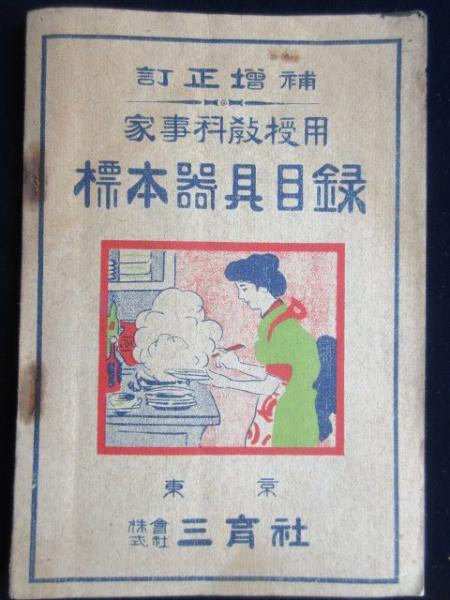 訂正増補
家事科教授用
標本器具目録
東京
株式會社 三育社